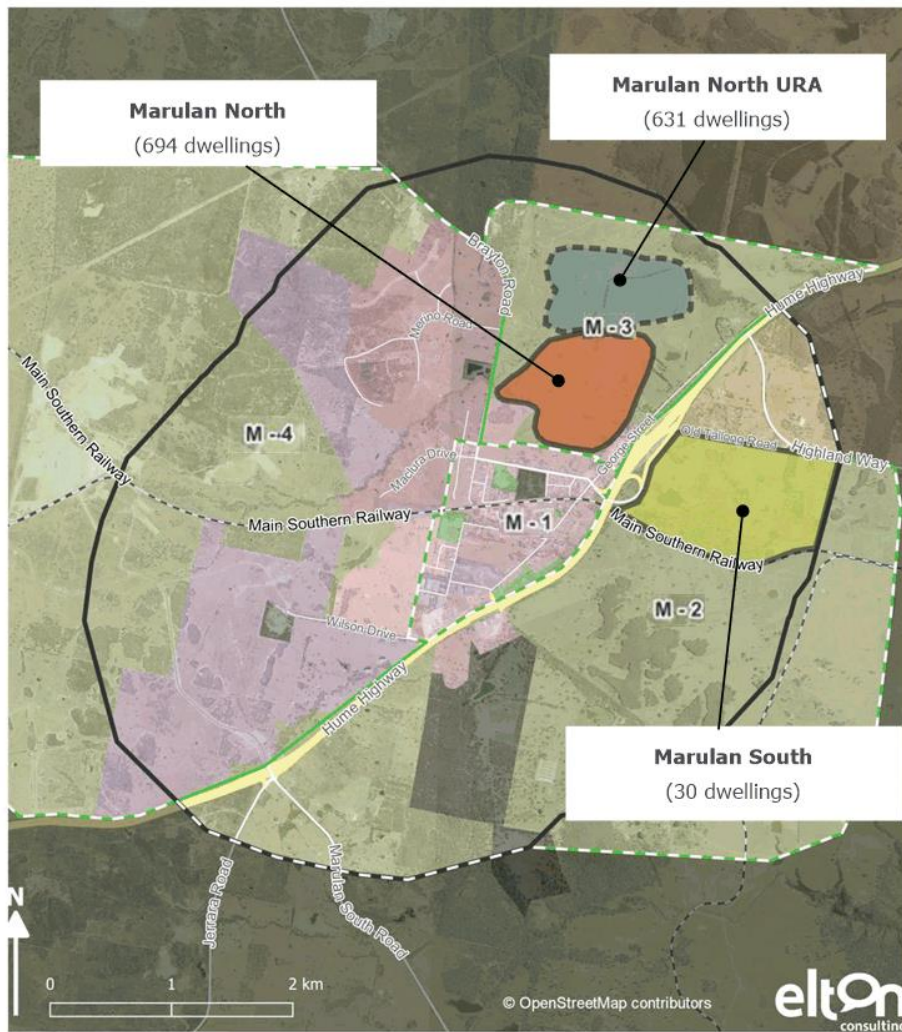 Marulan North
(694 dwellings)
Marulan North URA
(631 dwellings)
Brayton Road
Hume Highway
Merino Road
M - 3
Main Southern Railway
M - 4
George Street
Old Tallong Road
Highland Way
Maclura Drive
Main Southern Railway
M - 1
Main Southern Railway
M - 2
Wilson Drive
Hume Highway
Marulan South
(30 dwellings)
Jerrara Road
Marulan South Road
N
0 1 2 km
© OpenStreetMap contributors
elton
consulting